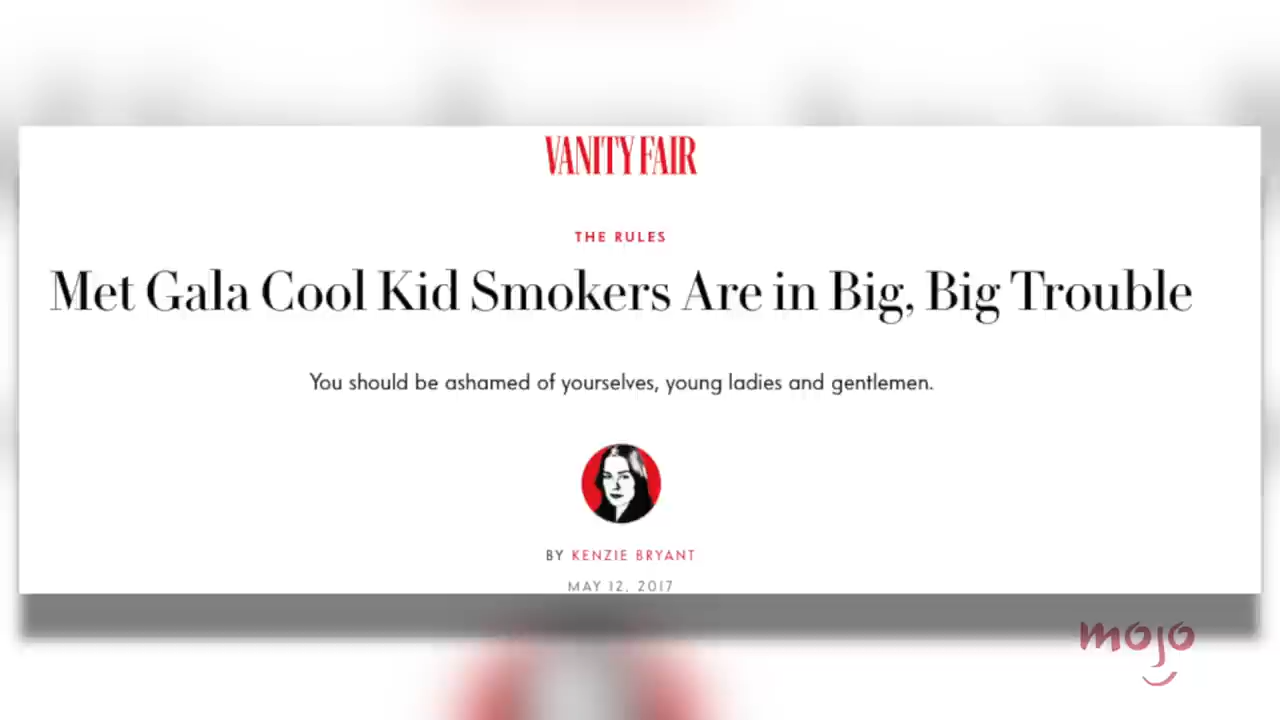 VANITY FAIR
THE RULES
Met Gala Cool Kid Smokers Are in Big, Big Trouble
You should be ashamed of yourselves, young ladies and gentlemen.
BY KENZIE BRYANT
MAY 12, 2017
mojo